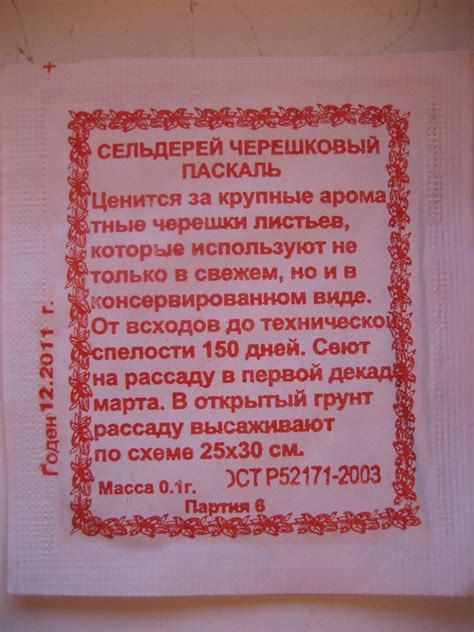 СЕЛЬДЕРЕЙ ЧЕРЕШКОВЫЙ
ПАСКАЛЬ
Ценится за крупные арома
тные черешки листьев,
которые используют не
только в свежем, но и в
консервированном виде.
От всходов до технической
спелости 150 дней. Сеют
на рассаду в первой декаде
марта. В открытый грунт
рассаду высаживают
по схеме 25х30 см.
Масса 0.1г.
ОСТ Р52171-2003
Партия 6
Годен 12.2011 г.